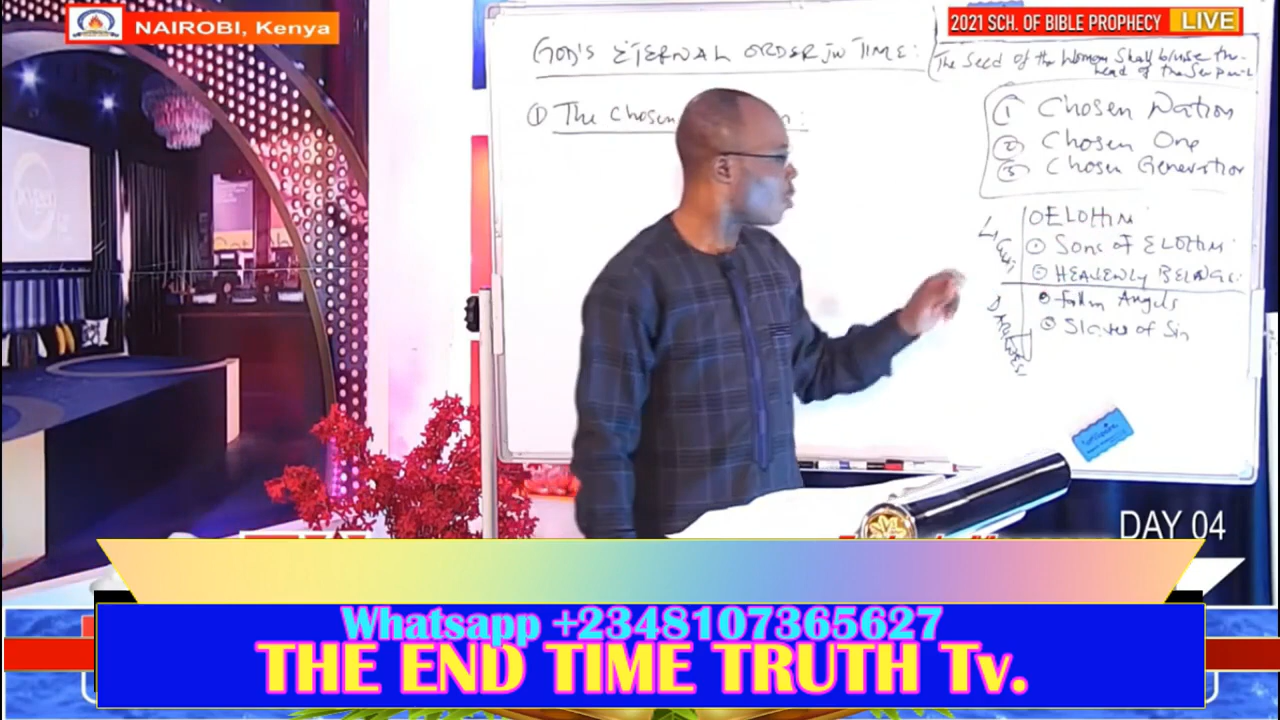 NAIROBI, Kenya
2021 SCH. OF BIBLE PROPHECY LIVE
GOD'S ETERNAL ORDER IN TIME:
The Seed of the Woman Shall bruise the
head of the Serpent
① The Chosen
① Chosen Nation
② Chosen One
③ Chosen Generation
ELOHIM
Sons of ELOHIM
HEAVENLY BEINGS:
Fallen Angels
Slaves of Sin
DAY 04
Whatsapp +2348107365627
THE END TIME TRUTH Tv.